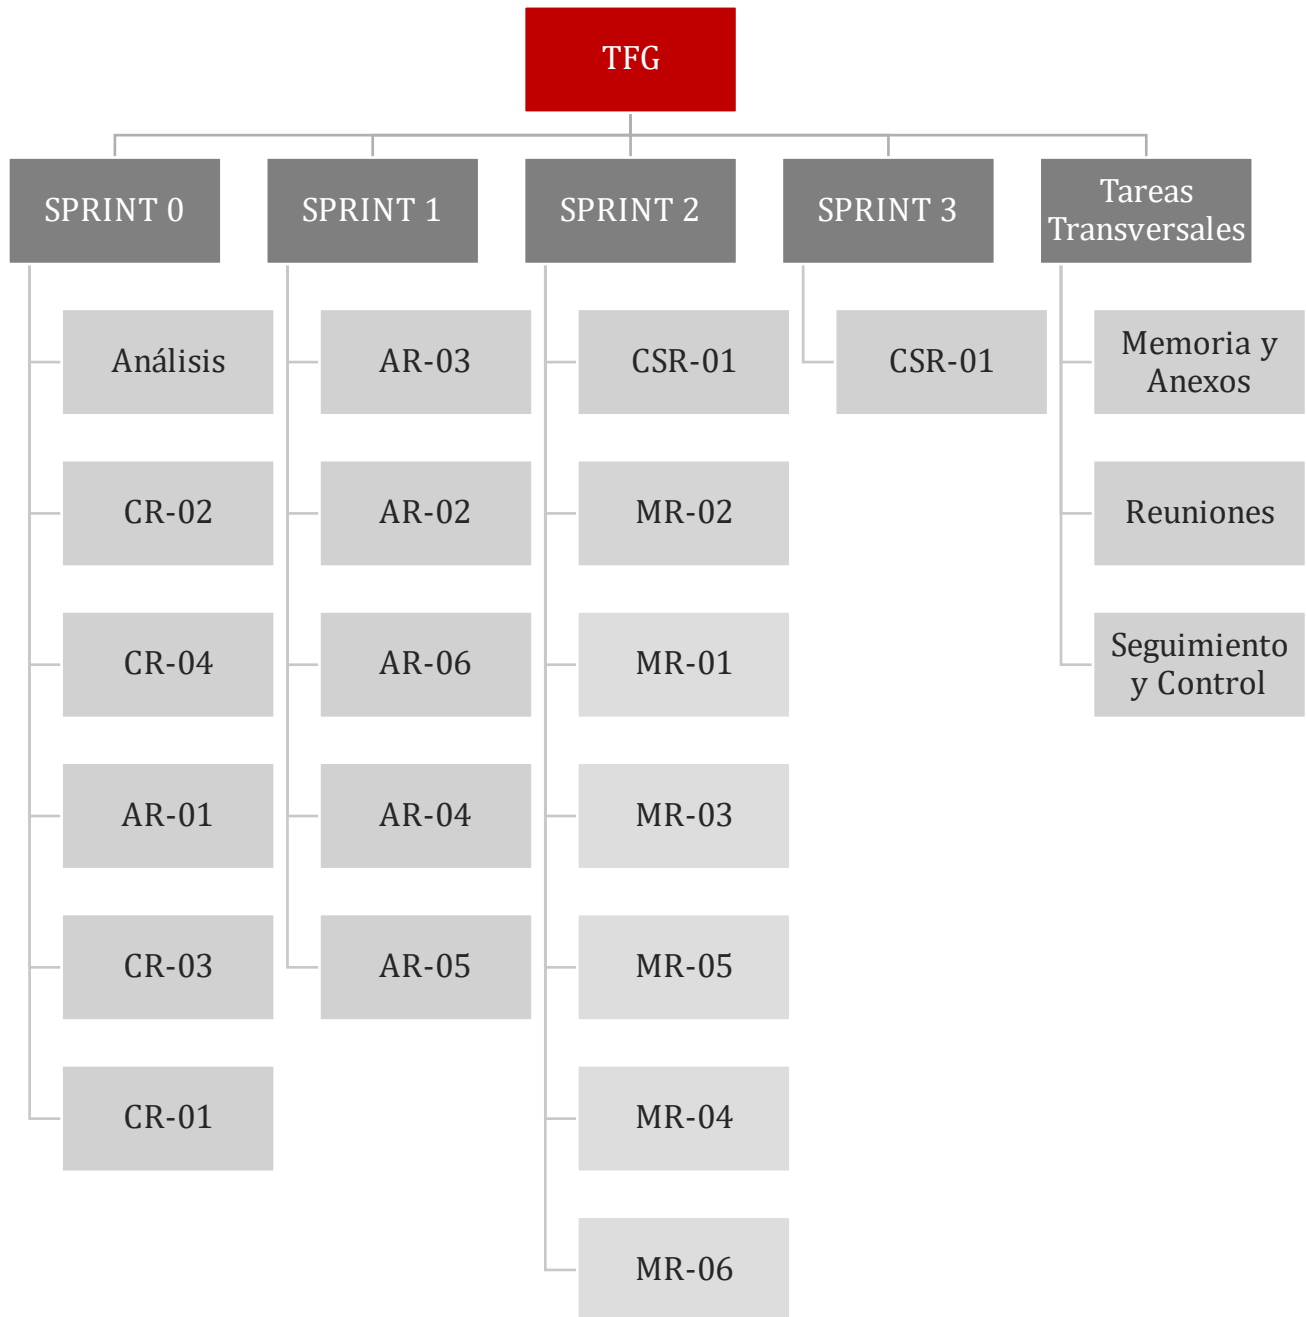 TFG
SPRINT 0
SPRINT 1
SPRINT 2
SPRINT 3
Tareas
Transversales
Análisis
CR-02
CR-04
AR-01
CR-03
CR-01
AR-03
AR-02
AR-06
AR-04
AR-05
CSR-01
MR-02
MR-01
MR-03
MR-05
MR-04
MR-06
CSR-01
Memoria y
Anexos
Reuniones
Seguimiento
y Control